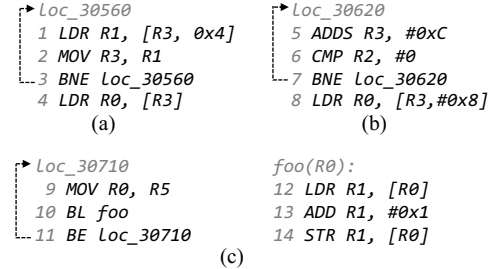 loc_30560
1 LDR R1, [R3, 0x4]
2 MOV R3, R1
3 BNE loc_30560
4 LDR R0, [R3]
(a)
loc_30620
5 ADDS R3, #0xC
6 CMP R2, #0
7 BNE loc_30620
8 LDR R0, [R3,#0x8]
(b)
loc_30710
9 MOV R0, R5
10 BL foo
11 BE loc_30710
foo(R0):
12 LDR R1, [R0]
13 ADD R1, #0x1
14 STR R1, [R0]
(c)